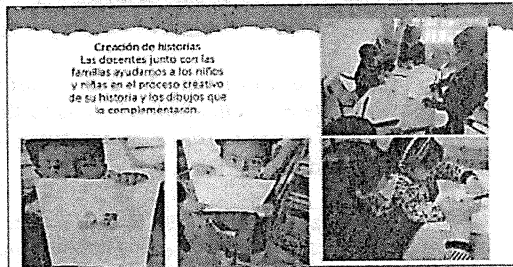 Creación de historias
Las docentes junto con las
familias ayudamos a los niños
y niñas en el proceso creativo
de su historia y los dibujos que
lo complementaron.